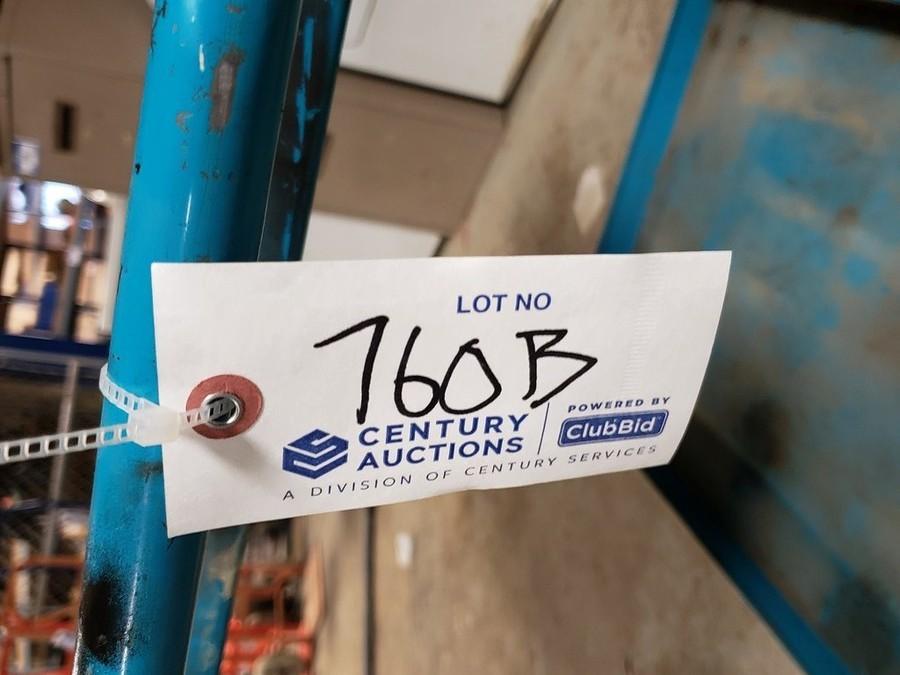 LOT NO
760B
CENTURY
AUCTIONS
POWERED BY
ClubBid
A DIVISION OF CENTURY SERVICES